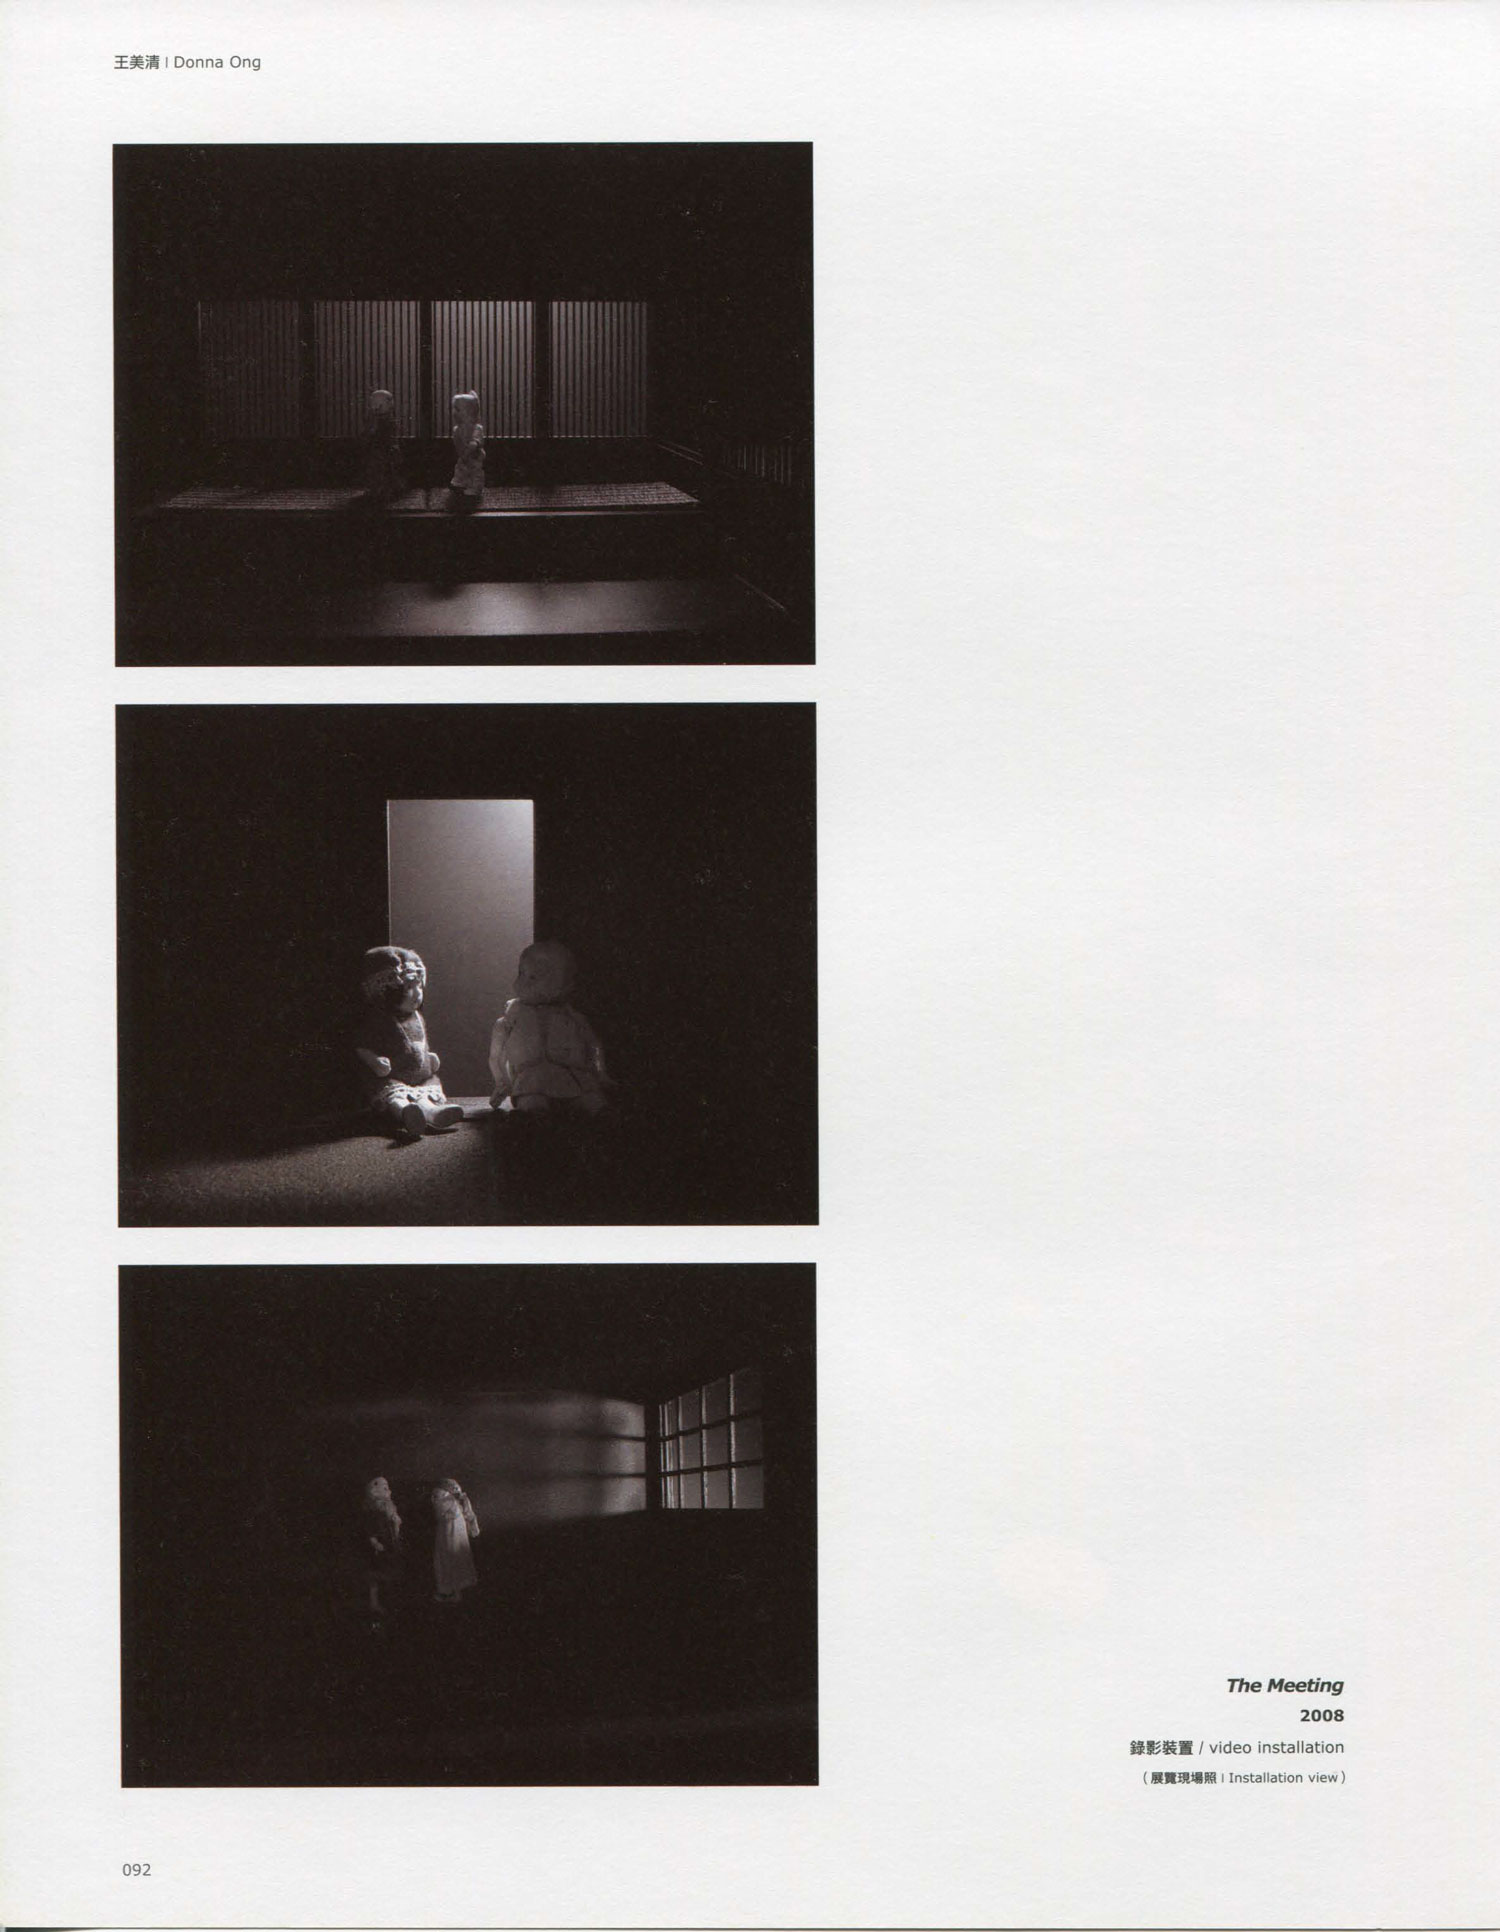 王美清 | Donna Ong
The Meeting
2008
錄影裝置 / video installation
（展覽現場照 | Installation view）
092